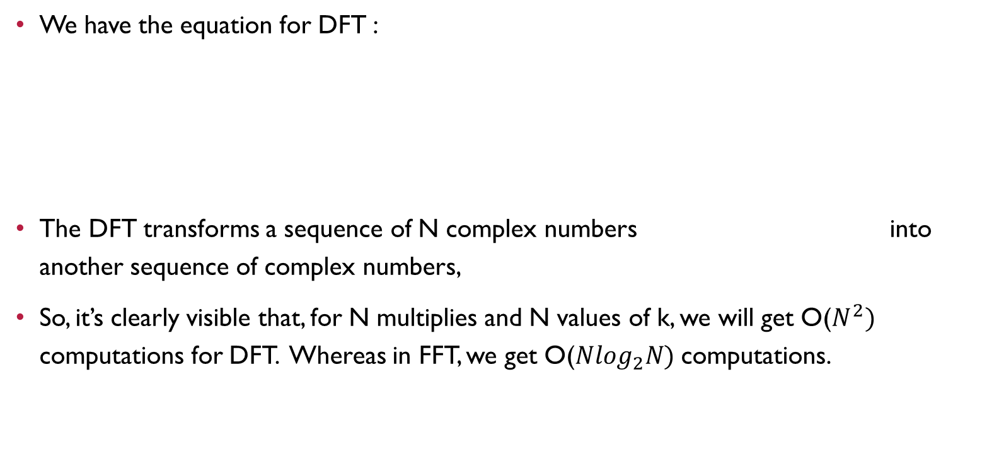 • We have the equation for DFT :
• The DFT transforms a sequence of N complex numbers into
another sequence of complex numbers,
• So, it’s clearly visible that, for N multiplies and N values of k, we will get O(𝑁²)
computations for DFT. Whereas in FFT, we get O(𝑁𝑙𝑜𝑔₂𝑁) computations.